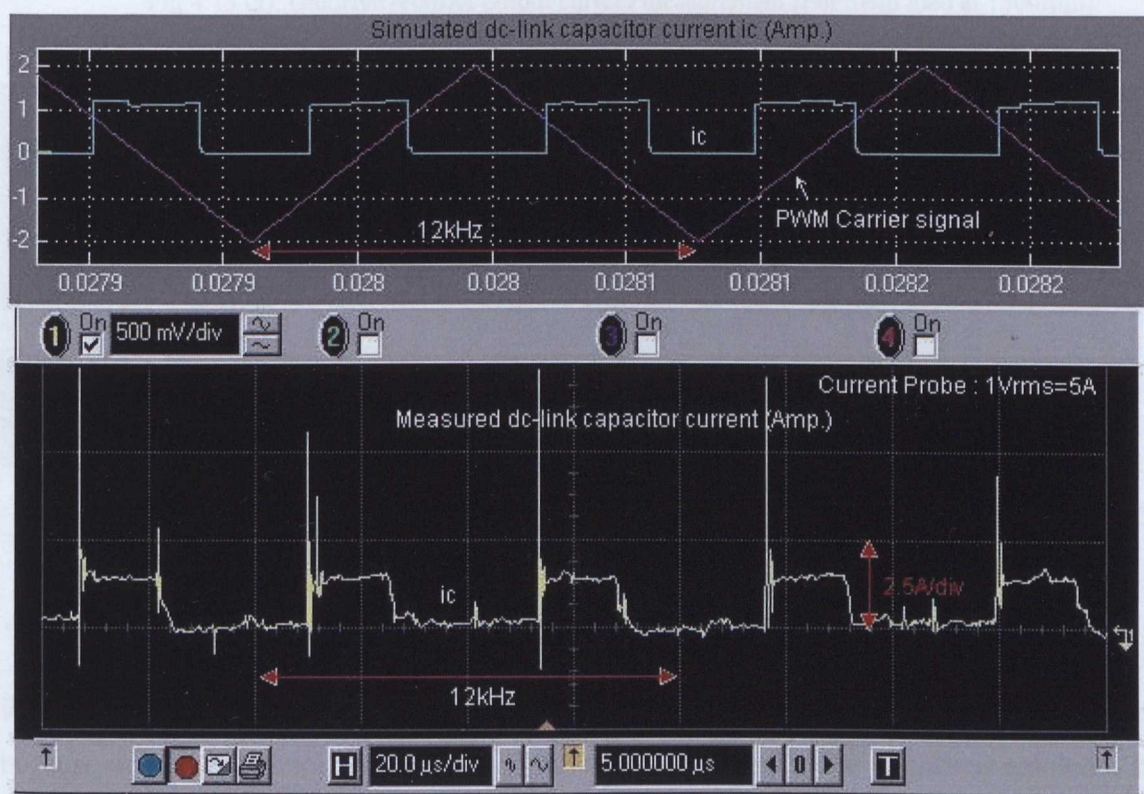 Simulated dc-link capacitor current ic (Amp.)
2
1
0
-1
-2
ic
PWM Carrier signal
12kHz
0.0279 0.0279 0.028 0.028 0.0281 0.0281 0.0282 0.0282
1 On 500 mV/div 2 On 3 On 4 On
Current Probe : 1Vrms=5A
Measured dc-link capacitor current (Amp.)
ic
2.5A/div
12kHz
H 20.0 µs/div 5.000000 µs 0 T